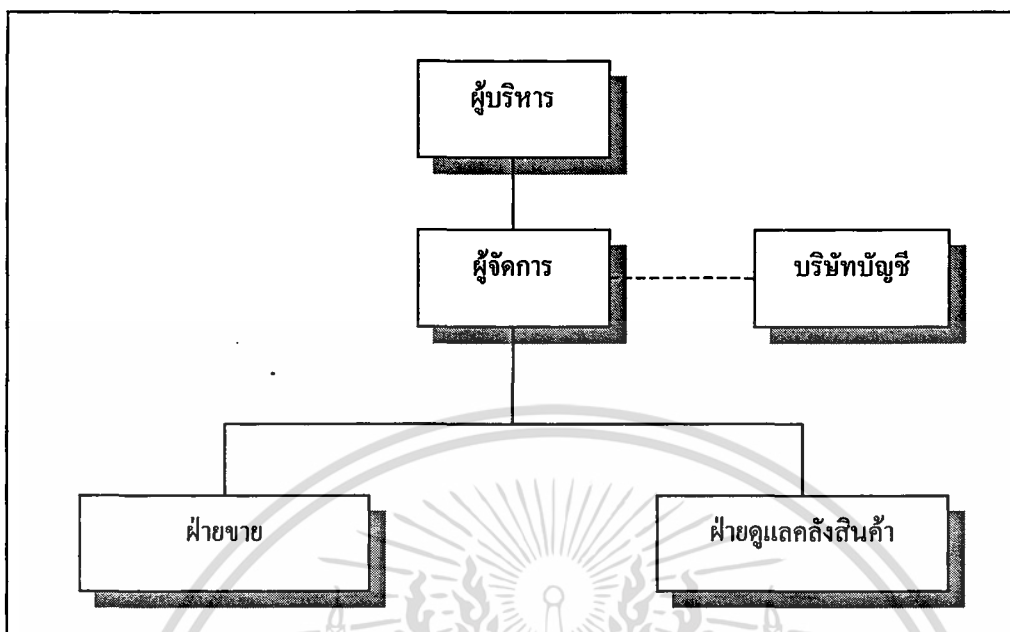 ผู้บริหาร
ผู้จัดการ
บริษัทบัญชี
ฝ่ายขาย
ฝ่ายดูแลคลังสินค้า